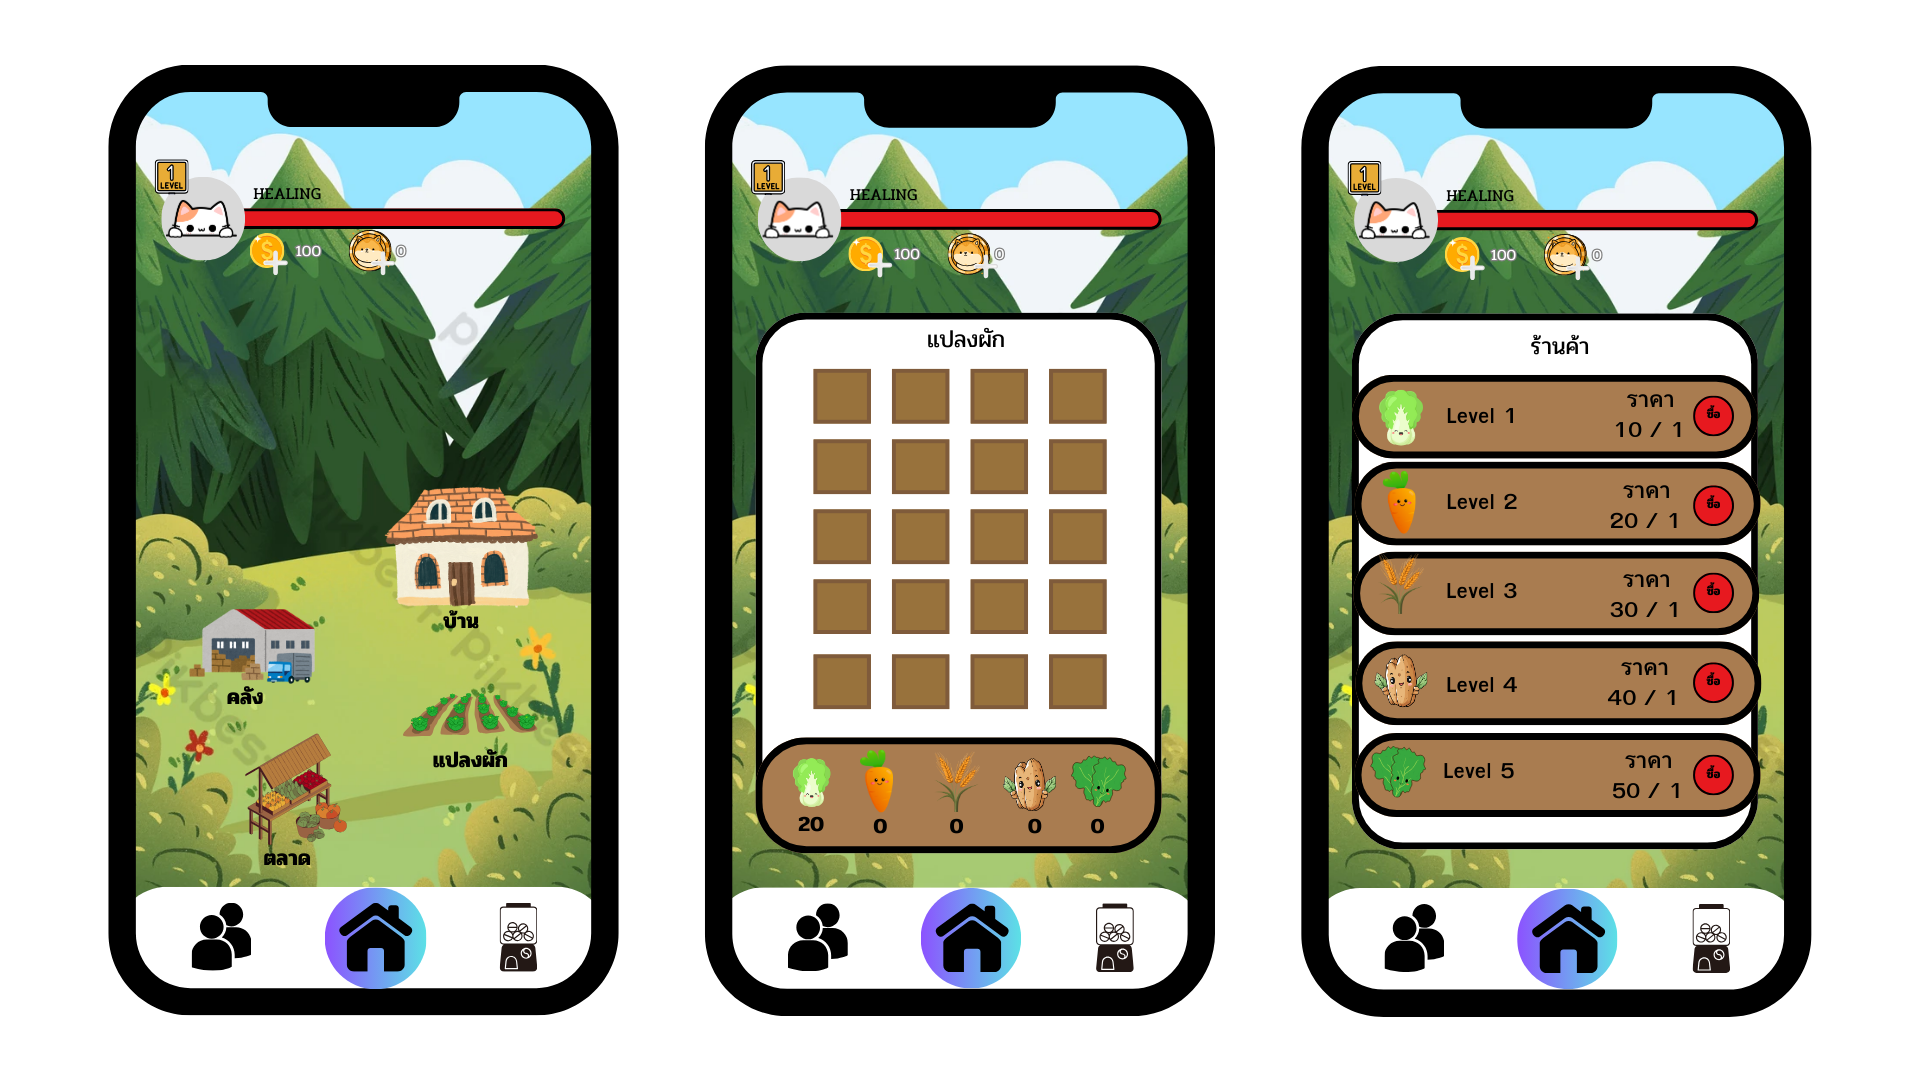 1
LEVEL
HEALING
100
0
บ้าน
คลัง
แปลงผัก
ตลาด
1
LEVEL
HEALING
100
0
แปลงผัก
20 0 0 0 0
1
LEVEL
HEALING
100
0
ร้านค้า
Level 1
ราคา
10 / 1
ซื้อ
Level 2
ราคา
20 / 1
ซื้อ
Level 3
ราคา
30 / 1
ซื้อ
Level 4
ราคา
40 / 1
ซื้อ
Level 5
ราคา
50 / 1
ซื้อ